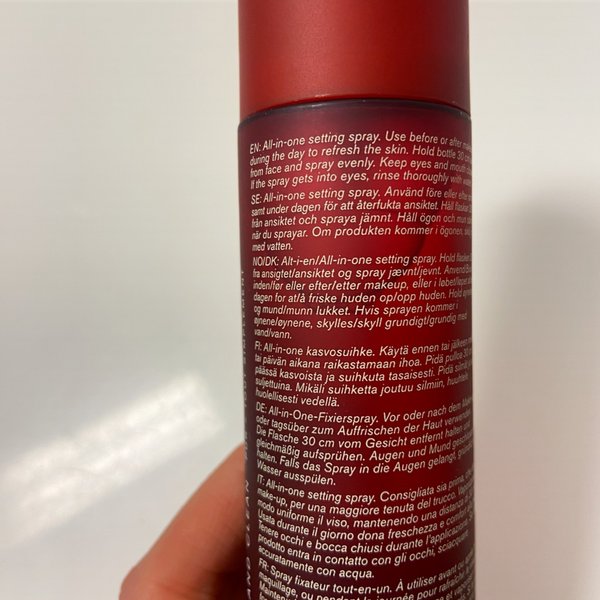 EN: All-in-one setting spray. Use before or after
during the day to refresh the skin. Hold bottle 30
from face and spray evenly. Keep eyes and mouth
If the spray gets into eyes, rinse thoroughly with
SE: All-in-one setting spray. Använd före eller efter
samt under dagen för att återfukta ansiktet. Håll
från ansiktet och spraya jämnt. Håll ögon och mun
när du sprayar. Om produkten kommer i ögonen,
med vatten.
NO/DK: Alt-i-en/All-in-one setting spray. Hold flasken
fra ansigtet/ansiktet og spray jævnt/jevnt.
inden/før eller efter/etter makeup, eller i løbet/løpet
dagen for at/å friske huden op/opp huden. Hold
og mund/munn lukket. Hvis sprayen kommer i
øjnene/øynene, skylles/skyll grundigt/grundig med
vand/vann.
FI: All-in-one kasvosuihke. Käytä ennen tai jälkeen
tai päivän aikana raikastamaan ihoa. Pidä pulloa 30
päässä kasvoista ja suihkuta tasaisesti. Pidä
suljettuina. Mikäli suihketta joutuu silmiin, huuhtele
huolellisesti vedellä.
DE: All-in-One-Fixierspray. Vor oder nach dem
oder tagsüber zum Auffrischen der Haut verwenden
Die Flasche 30 cm vom Gesicht entfernt halten und
gleichmäßig aufsprühen. Augen und Mund
halten. Falls das Spray in die Augen gelangt,
Wasser ausspülen.
IT: All-in-one setting spray. Consigliata sia prima,
make-up, per una maggiore tenuta del trucco.
modo uniforme il viso, mantenendo una distanza
Usata durante il giorno dona freschezza e comfort
Tenere occhi e bocca chiusi durante l'applicazione
prodotto entra in contatto con gli occhi,
accuratamente con acqua.
FR: Spray fixateur tout-en-un. À utiliser avant ou
maquillage, ou pendant la journée pour
AND CLEAN